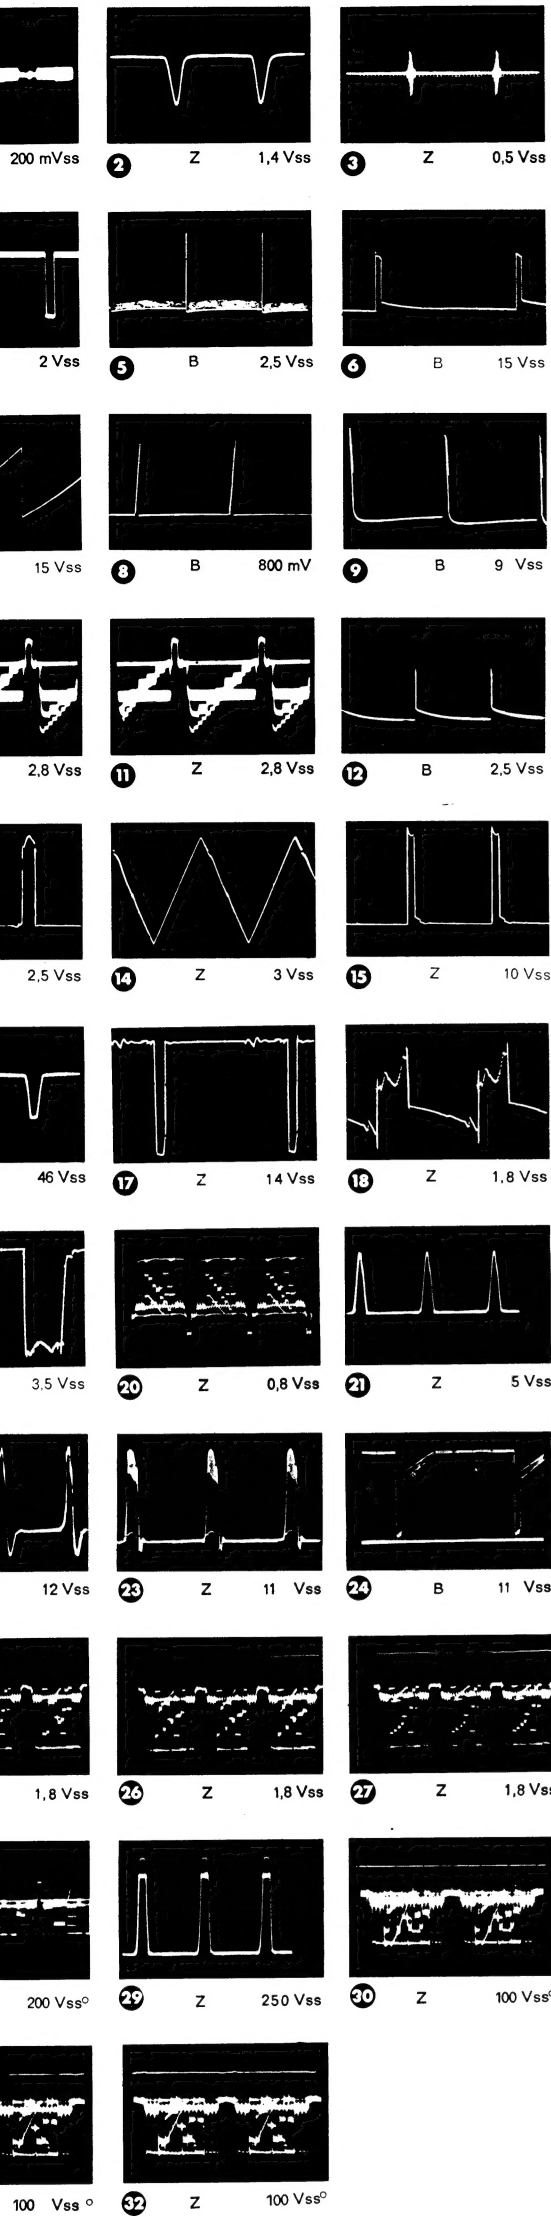 200 mVss 2 Z 1,4 Vss 3 Z 0,5 Vss
2 Vss 5 B 2,5 Vss 6 B 15 Vss
15 Vss 8 B 800 mV 9 B 9 Vss
2,8 Vss 11 Z 2,8 Vss 12 B 2,5 Vss
2,5 Vss 14 Z 3 Vss 15 Z 10 Vss
46 Vss 17 Z 14 Vss 18 Z 1,8 Vss
3,5 Vss 20 Z 0,8 Vss 21 Z 5 Vss
12 Vss 23 Z 11 Vss 24 B 11 Vss
1,8 Vss 26 Z 1,8 Vss 27 Z 1,8 Vss
200 Vss° 29 Z 250 Vss 30 Z 100 Vss°
100 Vss° 32 Z 100 Vss°